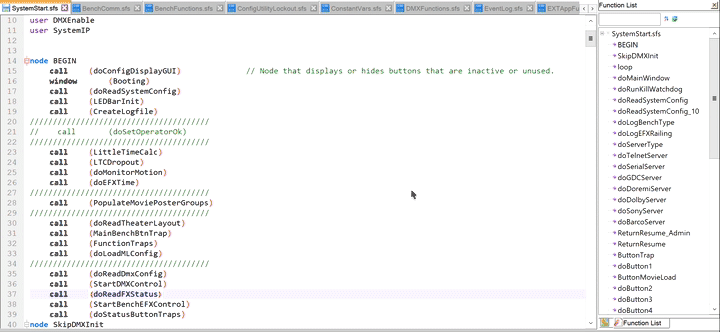 SystemStart.sfs BenchComm.sfs BenchFunctions.sfs ConfigUtilityLockout.sfs ConstantVars.sfs DMXFunctions.sfs EventLog.sfs EXTAppFu
10 user DMXEnable
11 user SystemIP
12
13
14 node BEGIN
15 call (doConfigDisplayGUI) // Node that displays or hides buttons that are inactive or unused.
16 window (Booting)
17 call (doReadSystemConfig)
18 call (LEDBarInit)
19 call (CreateLogfile)
20 ///////////////////////////////////////
21 // call (doSetOperatorOk)
22 ///////////////////////////////////////
23 call (LittleTimeCalc)
24 call (LTCDropout)
25 call (doMonitorMotion)
26 call (doEFXTime)
27 ///////////////////////////////////////
28 call (PopulateMoviePosterGroups)
29 ///////////////////////////////////////
30 call (doReadTheaterLayout)
31 call (MainBenchBtnTrap)
32 call (FunctionTraps)
33 call (doLoadMLConfig)
34 ///////////////////////////////////////
35 call (doReadDmxConfig)
36 call (StartDMXControl)
37 call (doReadFXStatus)
38 call (StartBenchEFXControl)
39 call (doStatusButtonTraps)
40 node SkipDMXInit
Function List
SystemStart.sfs
BEGIN
SkipDMXInit
loop
doMainWindow
doRunKillWatchdog
doReadSystemConfig
doReadSystemConfig_10
doLogBenchType
doLogEFXRailing
doServerType
doTelnetServer
doSerialServer
doGDCServer
doDoremiServer
doDolbyServer
doSonyServer
doBarcoServer
ReturnResume_Admin
ReturnResume
ButtonTrap
doButton1
ButtonMovieLoad
doButton2
doButton3
doButton4
Function List